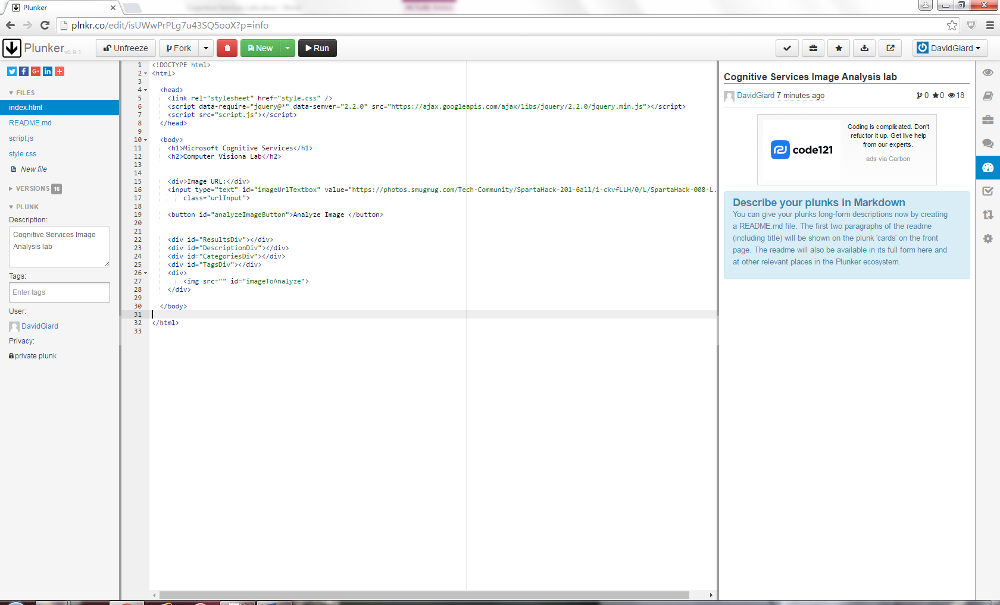 Plunker
plnkr.co/edit/isUWwPrPLg7u43SQ5ooX?p=info
Plunker v0.9.1
Unfreeze
Fork
New
Run
DavidGiard
FILES
index.html
README.md
script.js
style.css
New file
VERSIONS 16
PLUNK
Description:
Cognitive Services Image
Analysis lab
Tags:
Enter tags
User:
DavidGiard
Privacy:
private plunk
1 <!DOCTYPE html>
2 <html>
3
4 <head>
5 <link rel="stylesheet" href="style.css" />
6 <script data-require="jquery@*" data-semver="2.2.0" src="https://ajax.googleapis.com/ajax/libs/jquery/2.2.0/jquery.min.js"></script>
7 <script src="script.js"></script>
8 </head>
9
10 <body>
11 <h1>Microsoft Cognitive Services</h1>
12 <h2>Computer Visiona Lab</h2>
13
14
15 <div>Image URL:</div>
16 <input type="text" id="imageUrlTextbox" value="https://photos.smugmug.com/Tech-Community/SpartaHack-201-6all/i-ckvfLLH/0/L/SpartaHack-008-L.
17 class="urlInput">
18
19 <button id="analyzeImageButton">Analyze Image </button>
20
21
22 <div id="ResultsDiv"></div>
23 <div id="DescriptionDiv"></div>
24 <div id="CategoriesDiv"></div>
25 <div id="TagsDiv"></div>
26 <div>
27 <img src="" id="imageToAnalyze">
28 </div>
29
30 </body>
31
32 </html>
33
Cognitive Services Image Analysis lab
DavidGiard 7 minutes ago 0 0 18
code121
Coding is complicated. Don't
refuctor it up. Get live help
from our experts.
ads via Carbon
Describe your plunks in Markdown
You can give your plunks long-form descriptions now by creating
a README.md file. The first two paragraphs of the readme
(including title) will be shown on the plunk 'cards' on the front
page. The readme will also be available in its full form here and
at other relevant places in the Plunker ecosystem.